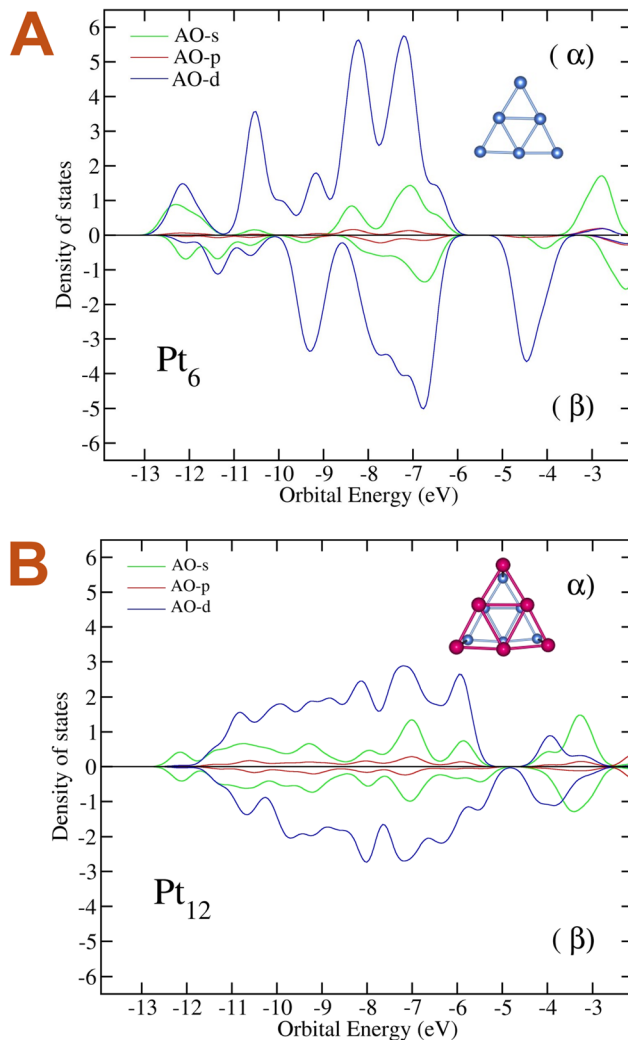 A
AO-s
AO-p
AO-d
( α)
6
5
4
3
2
1
0
-1
-2
-3
-4
-5
-6
Density of states
Pt6
( β)
-13 -12 -11 -10 -9 -8 -7 -6 -5 -4 -3
Orbital Energy (eV)
B
AO-s
AO-p
AO-d
α)
6
5
4
3
2
1
0
-1
-2
-3
-4
-5
-6
Density of states
Pt12
( β)
-13 -12 -11 -10 -9 -8 -7 -6 -5 -4 -3 -2
Orbital Energy (eV)